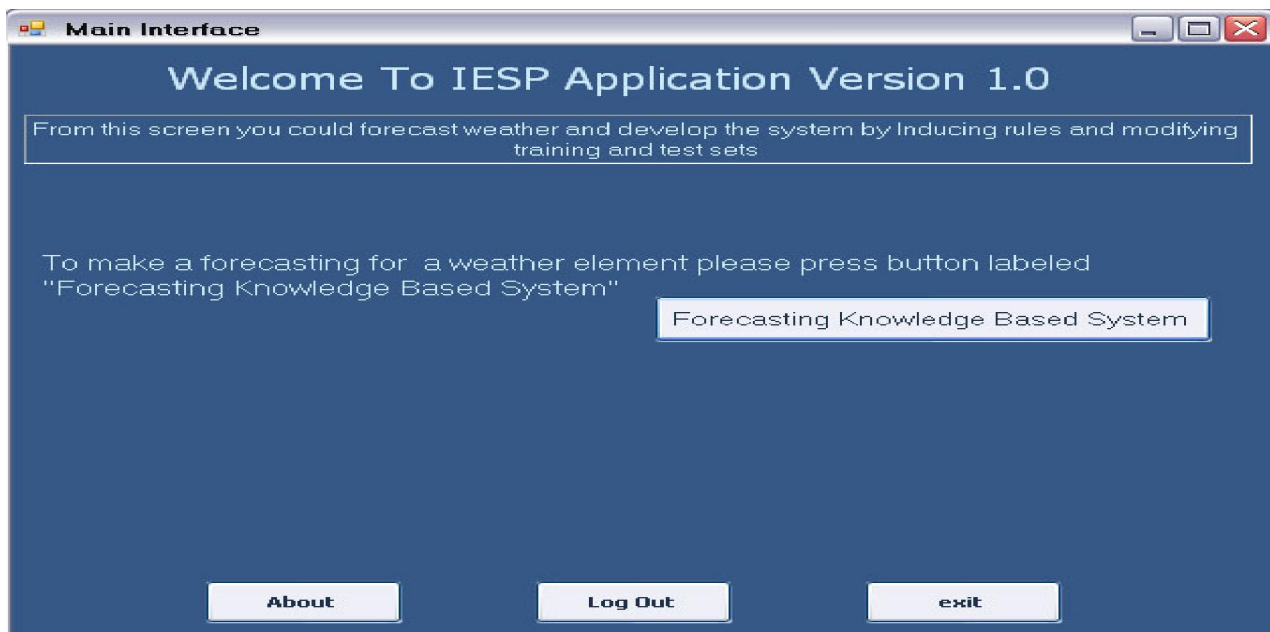 Main Interface
Welcome To IESP Application Version 1.0
From this screen you could forecast weather and develop the system by Inducing rules and modifying
training and test sets
To make a forecasting for a weather element please press button labeled
"Forecasting Knowledge Based System"
Forecasting Knowledge Based System
About
Log Out
exit